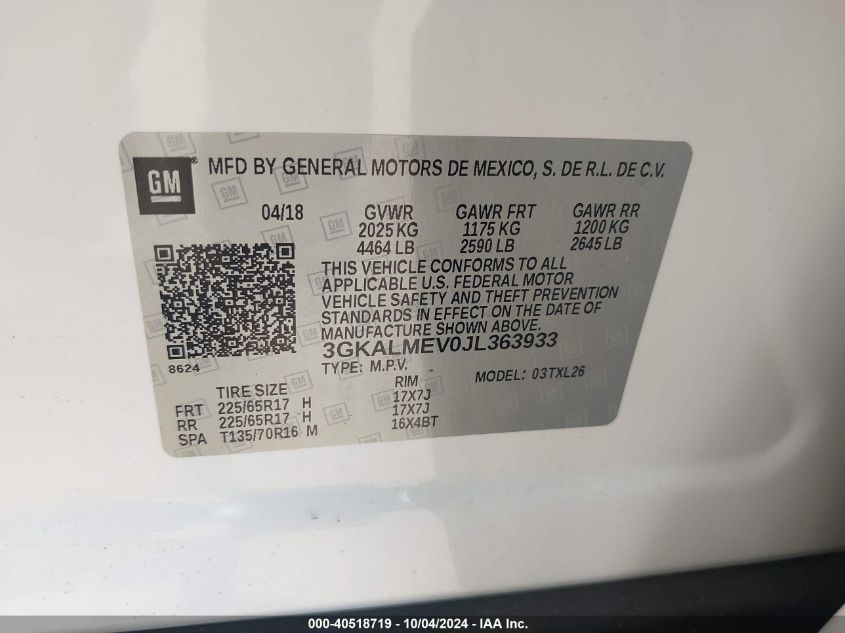 GM ® MFD BY GENERAL MOTORS DE MEXICO, S. DE R.L. DE C.V.
04/18 GVWR GAWR FRT GAWR RR
2025 KG 1175 KG 1200 KG
4464 LB 2590 LB 2645 LB
THIS VEHICLE CONFORMS TO ALL
APPLICABLE U.S. FEDERAL MOTOR
VEHICLE SAFETY AND THEFT PREVENTION
STANDARDS IN EFFECT ON THE DATE OF
MANUFACTURE SHOWN ABOVE.
3GKALMEV0JL363933
8624 TYPE: M.P.V. MODEL: 03TXL26
TIRE SIZE RIM
FRT 225/65R17 H 17X7J
RR 225/65R17 H 17X7J
SPA T135/70R16 M 16X4BT
000-40518719 - 10/04/2024 - IAA Inc.